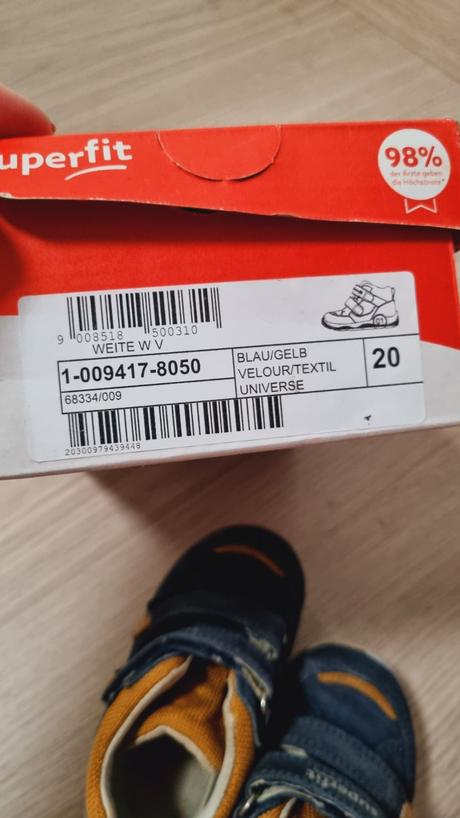 uperfit
98%
der Ärzte geben
die Höchstnote*
9 008518 500310
WEITE W V
1-009417-8050
BLAU/GELB
VELOUR/TEXTIL
UNIVERSE
20
68334/009
20300979439448
superfit